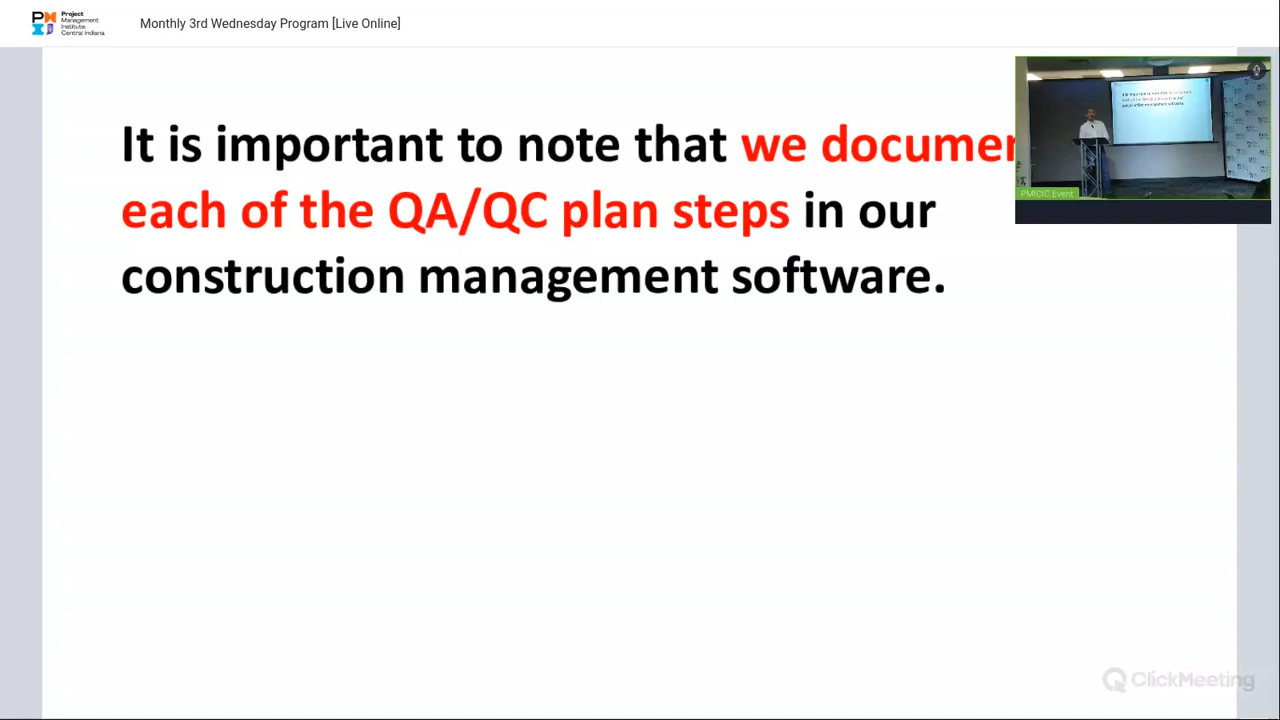 Project
Management
Institute.
Central Indiana
Monthly 3rd Wednesday Program [Live Online]
It is important to note that we documen
each of the QA/QC plan steps in our
construction management software.
PMICIC Event
ClickMeeting